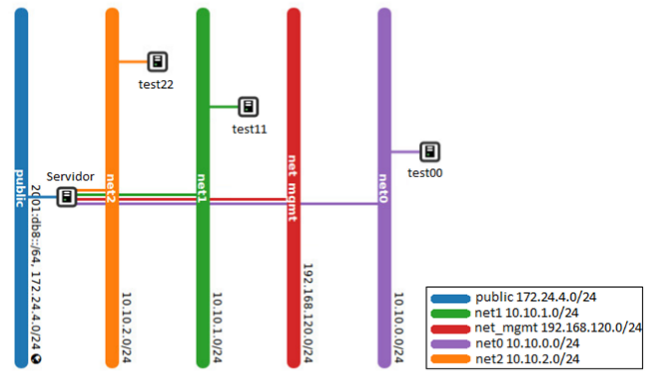 test22
test11
test00
Servidor
public
net2
net1
net_mgmt
net0
2001:db8::/64, 172.24.4.0/24
10.10.2.0/24
10.10.1.0/24
192.168.120.0/24
10.10.0.0/24
public 172.24.4.0/24
net1 10.10.1.0/24
net_mgmt 192.168.120.0/24
net0 10.10.0.0/24
net2 10.10.2.0/24